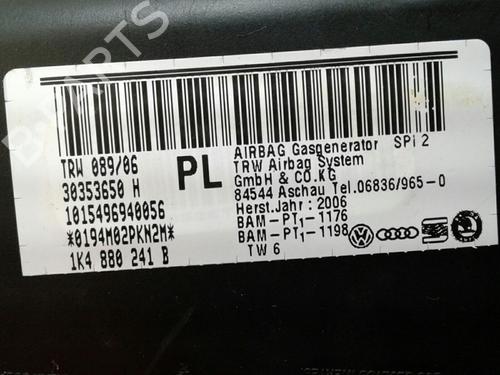 B-PARTS
TRW 089/06
30353650 H
1015496940056
*0194M02PKN2M*
1K4 880 241 B
PL
AIRBAG Gasgenerator SPI 2
TRW Airbag System
GmbH & CO.KG
84544 Aschau Tel.06836/965-0
Herst.Jahr: 2006
BAM-PT1-1176
BAM-PT1-1198
TW 6